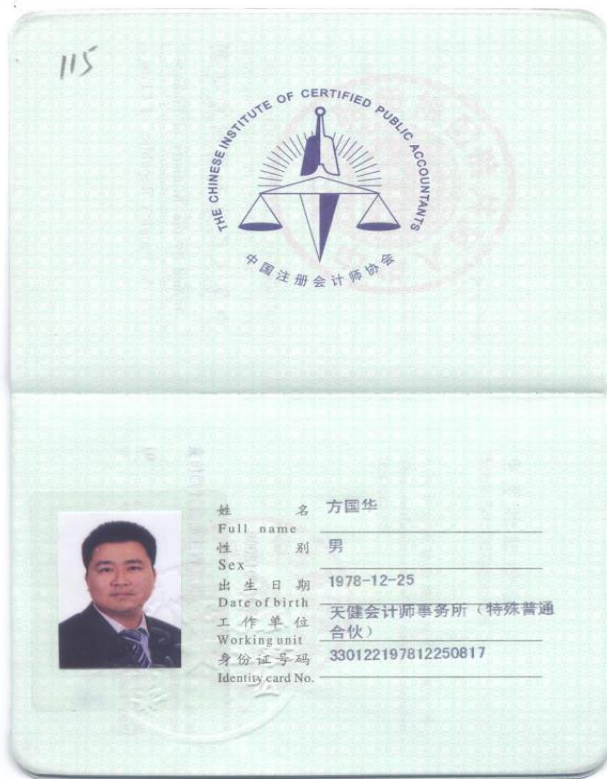 115
THE CHINESE INSTITUTE OF CERTIFIED PUBLIC ACCOUNTANTS
中国注册会计师协会
姓 名 方国华
Full name
性 别 男
Sex
出生日期 1978-12-25
Date of birth
工作单位 天健会计师事务所（特殊普通
合伙）
Working unit
身份证号码 330122197812250817
Identity card No.